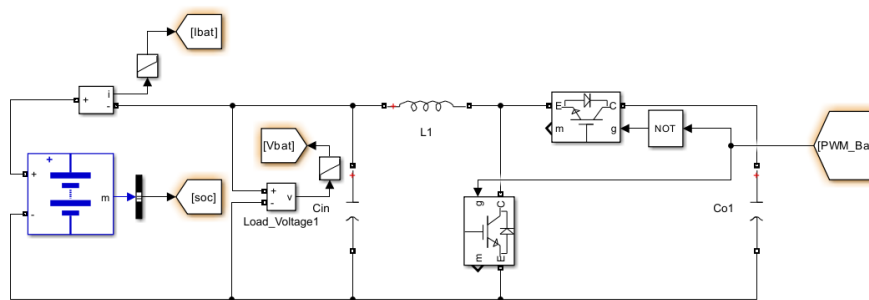 [Ibat]
i
+
-
L1
E
C
m
g
NOT
[PWM_Ba
[Vbat]
+
+
-
m
[soc]
+
-
v
Load_Voltage1
Cin
g
C
m
E
Co1